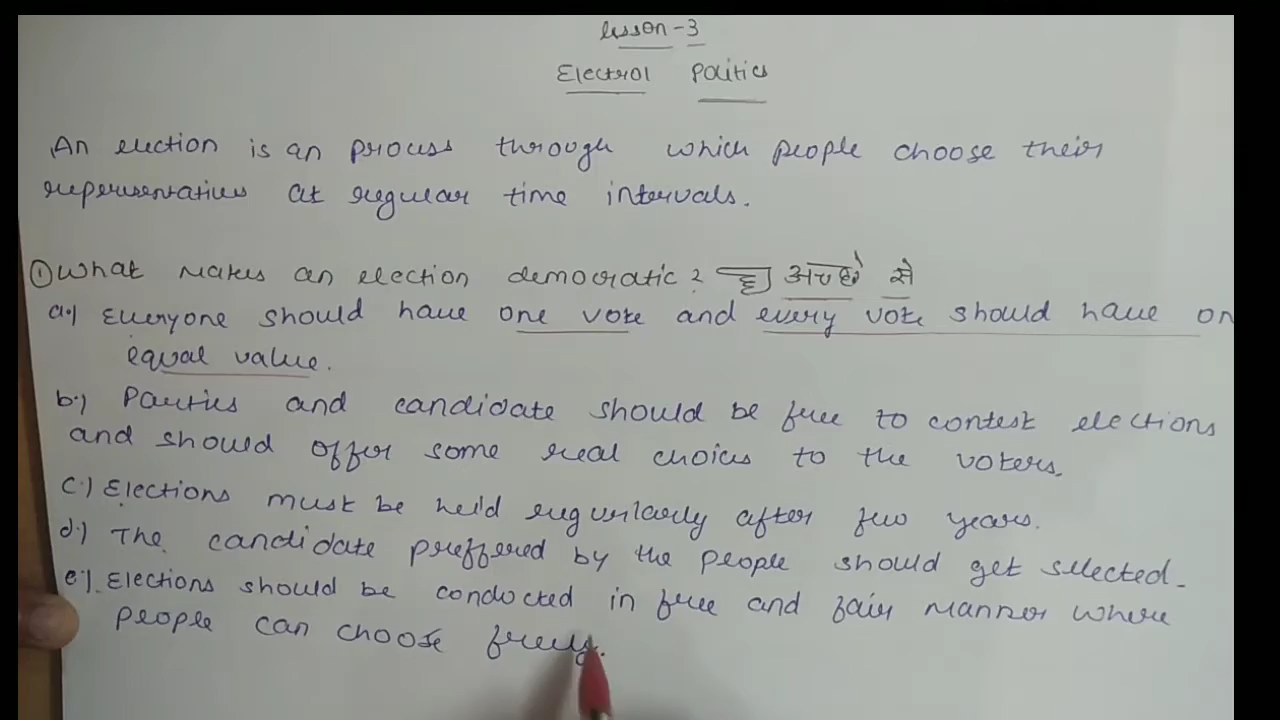 lesson-3
Electrol Politics
An election is an process through which people choose their
representatives at regular time intervals.
① What makes an election democratic?
a.) Everyone should have one vote and every vote should have on
equal value.
b.) Parties and candidate should be free to contest elections
and should offer some real choices to the voters.
c.) Elections must be held regurlarly after few years.
d.) The candidate preffered by the people should get selected.
e.) Elections should be conducted in free and fair manner where
people can choose freely.